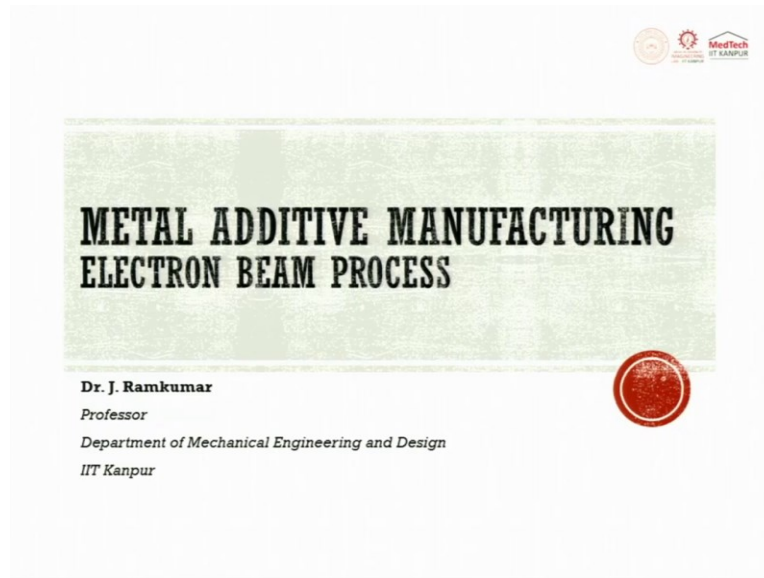 MedTech
IIT KANPUR
METAL ADDITIVE MANUFACTURING
ELECTRON BEAM PROCESS
Dr. J. Ramkumar
Professor
Department of Mechanical Engineering and Design
IIT Kanpur